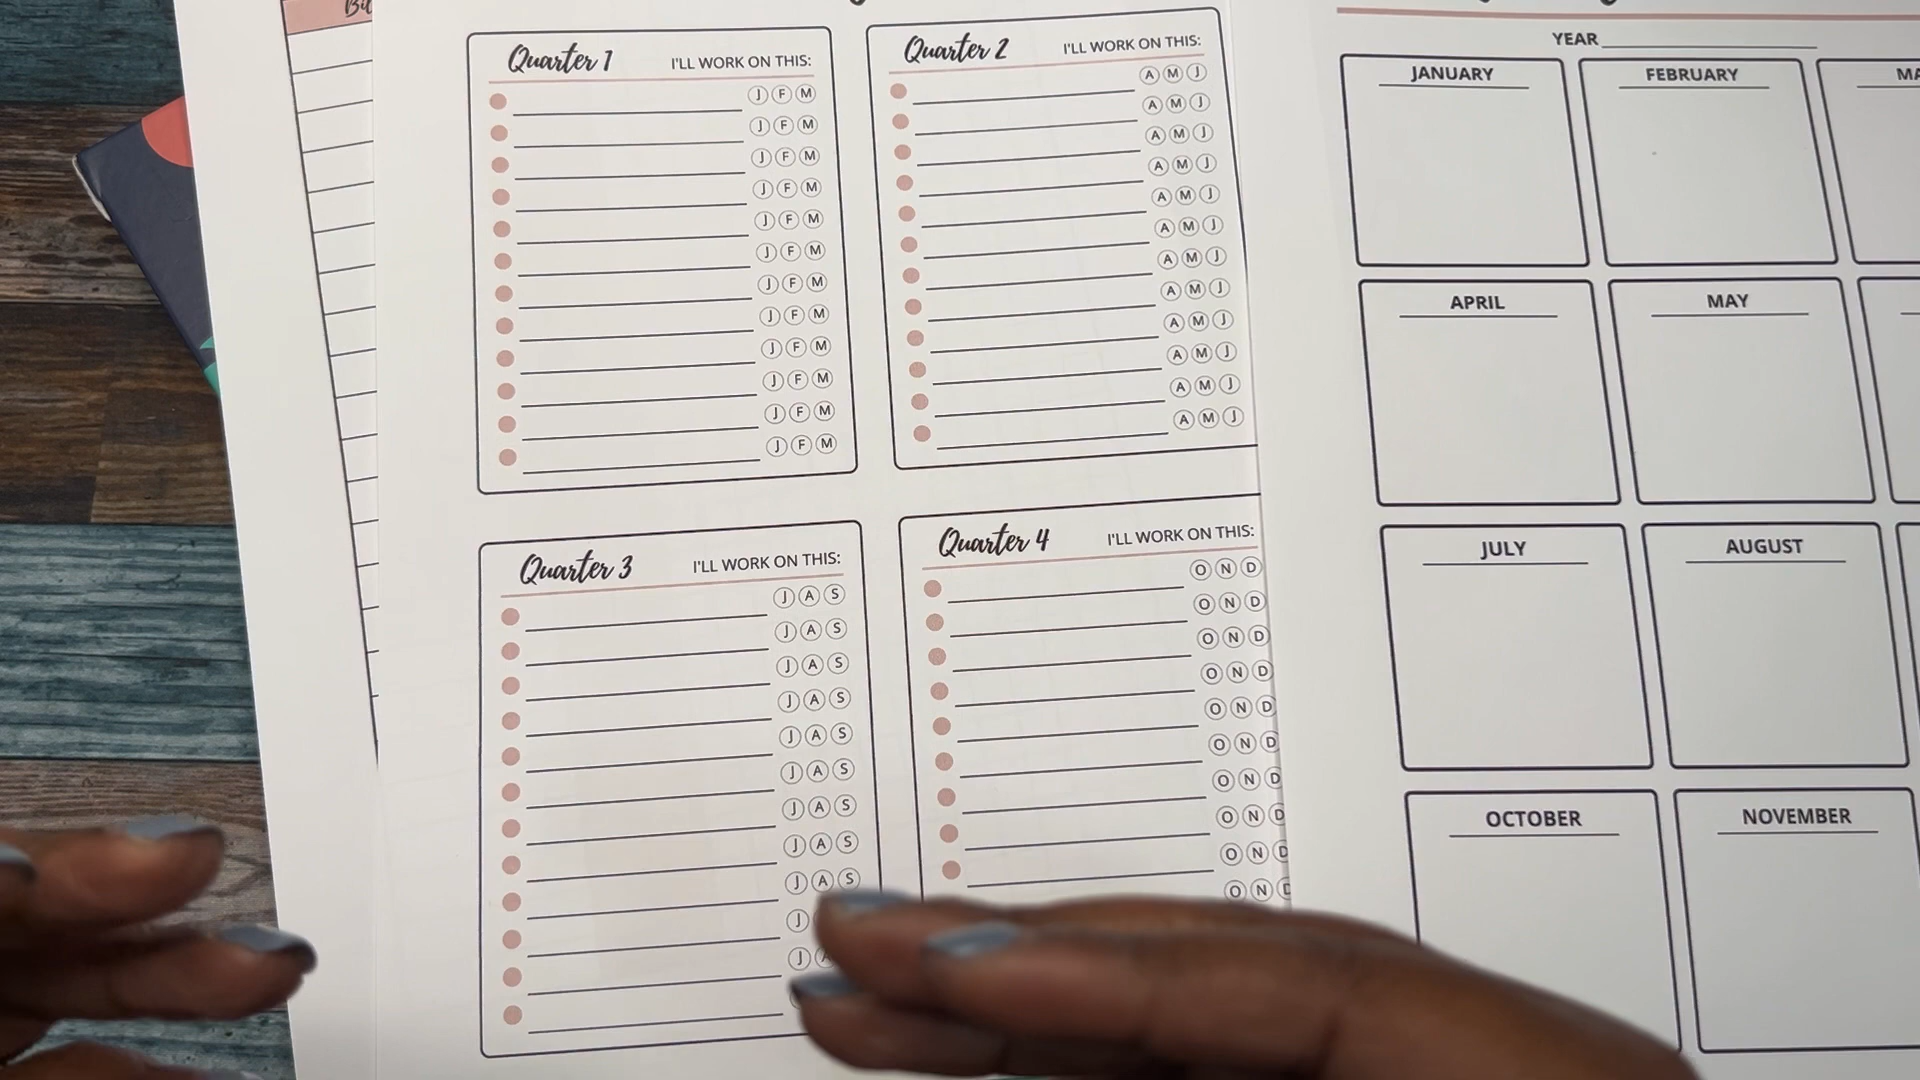 Quarter 1 I'LL WORK ON THIS:
J F M
J F M
J F M
J F M
J F M
J F M
J F M
J F M
J F M
J F M
J F M
J F M
Quarter 2 I'LL WORK ON THIS:
A M J
A M J
A M J
A M J
A M J
A M J
A M J
A M J
A M J
A M J
A M J
A M J
Quarter 3 I'LL WORK ON THIS:
J A S
J A S
J A S
J A S
J A S
J A S
J A S
J A S
J A S
J
J A
Quarter 4 I'LL WORK ON THIS:
O N D
O N D
O N D
O N D
O N D
O N D
O N D
O N D
O N D
O N D
YEAR
JANUARY FEBRUARY
APRIL MAY
JULY AUGUST
OCTOBER NOVEMBER